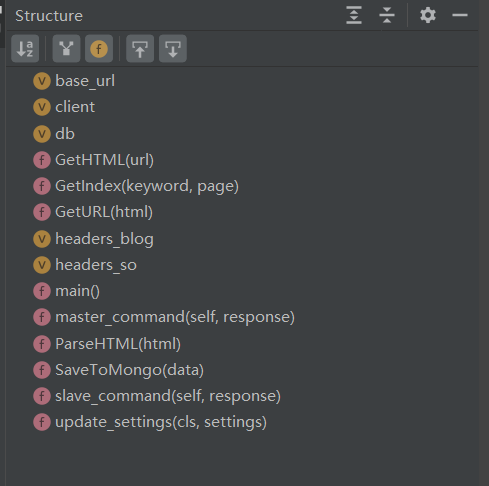 Structure
base_url
client
db
GetHTML(url)
GetIndex(keyword, page)
GetURL(html)
headers_blog
headers_so
main()
master_command(self, response)
ParseHTML(html)
SaveToMongo(data)
slave_command(self, response)
update_settings(cls, settings)